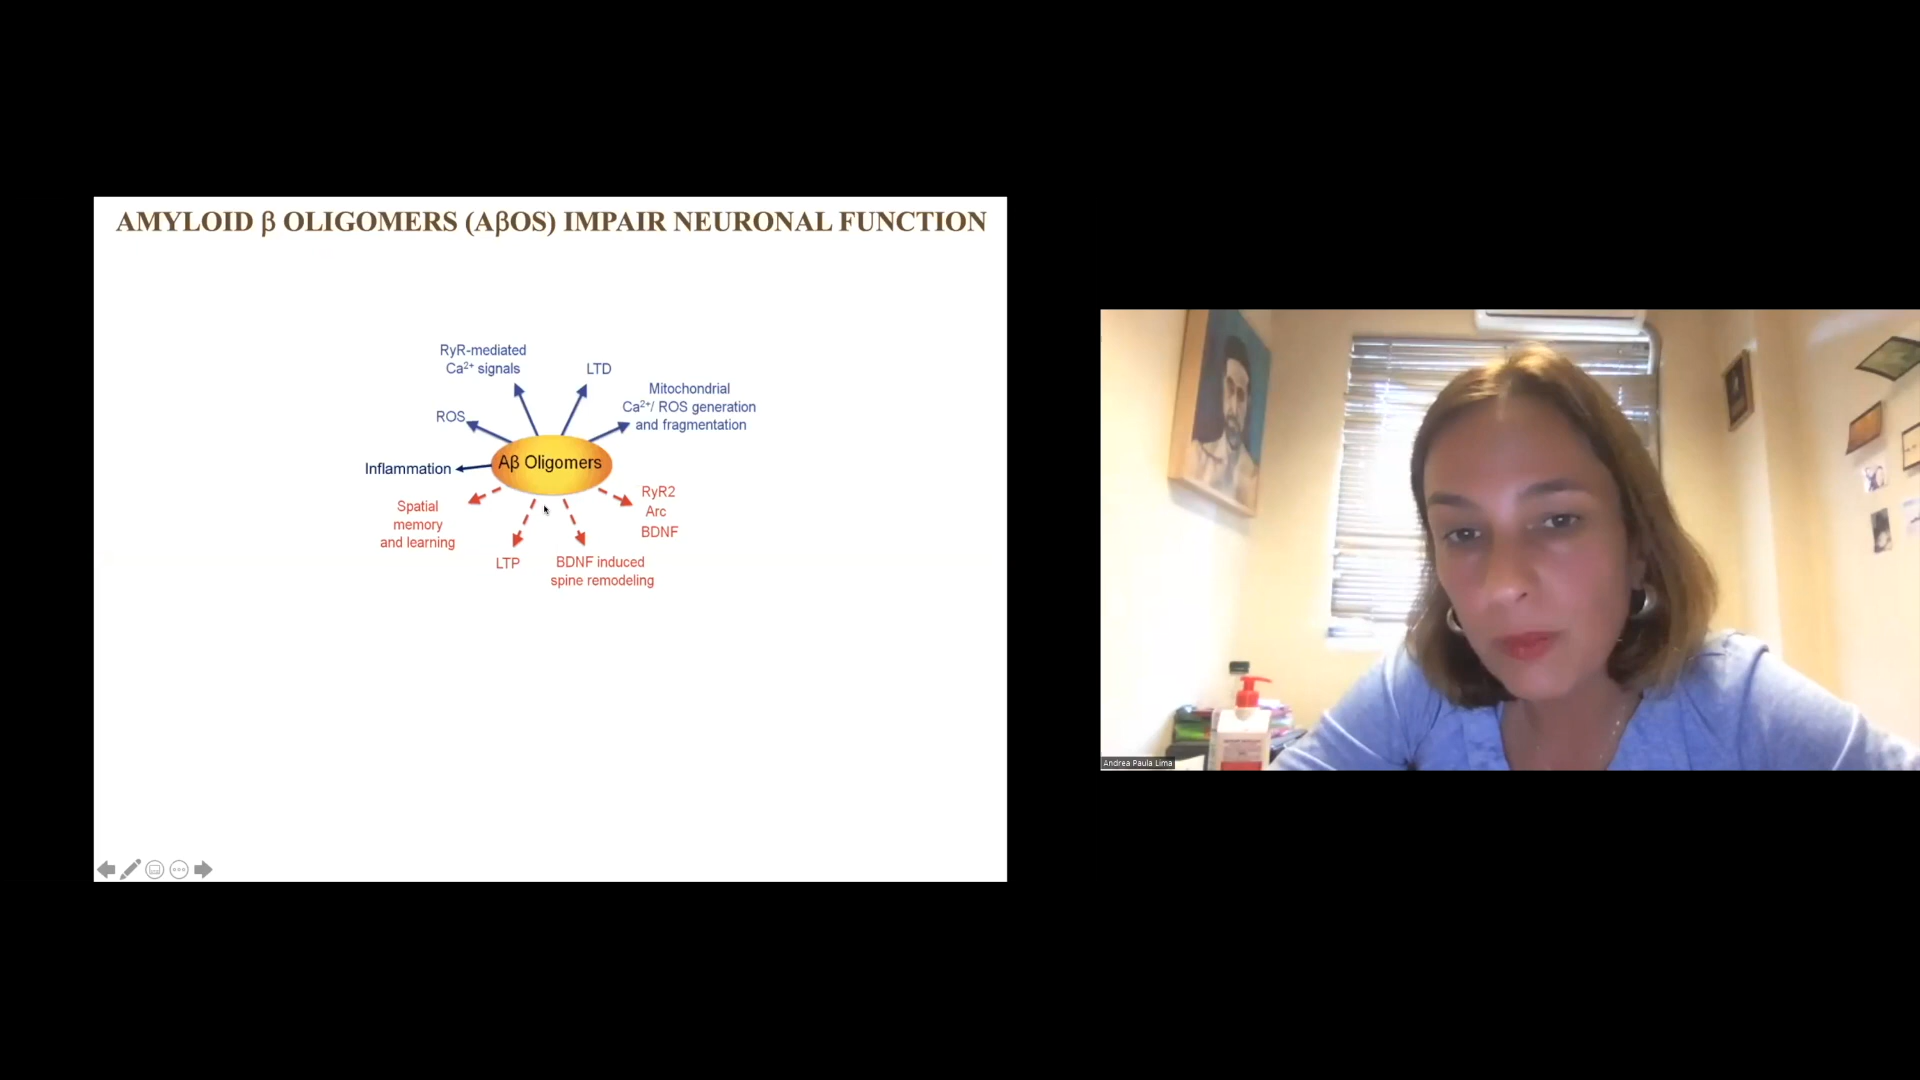 AMYLOID β OLIGOMERS (AβOS) IMPAIR NEURONAL FUNCTION
RyR-mediated
Ca²⁺ signals
LTD
Mitochondrial
Ca²⁺/ ROS generation
and fragmentation
ROS
Aβ Oligomers
Inflammation
Spatial
memory
and learning
LTP
BDNF induced
spine remodeling
RyR2
Arc
BDNF
Andrea Paula Lima